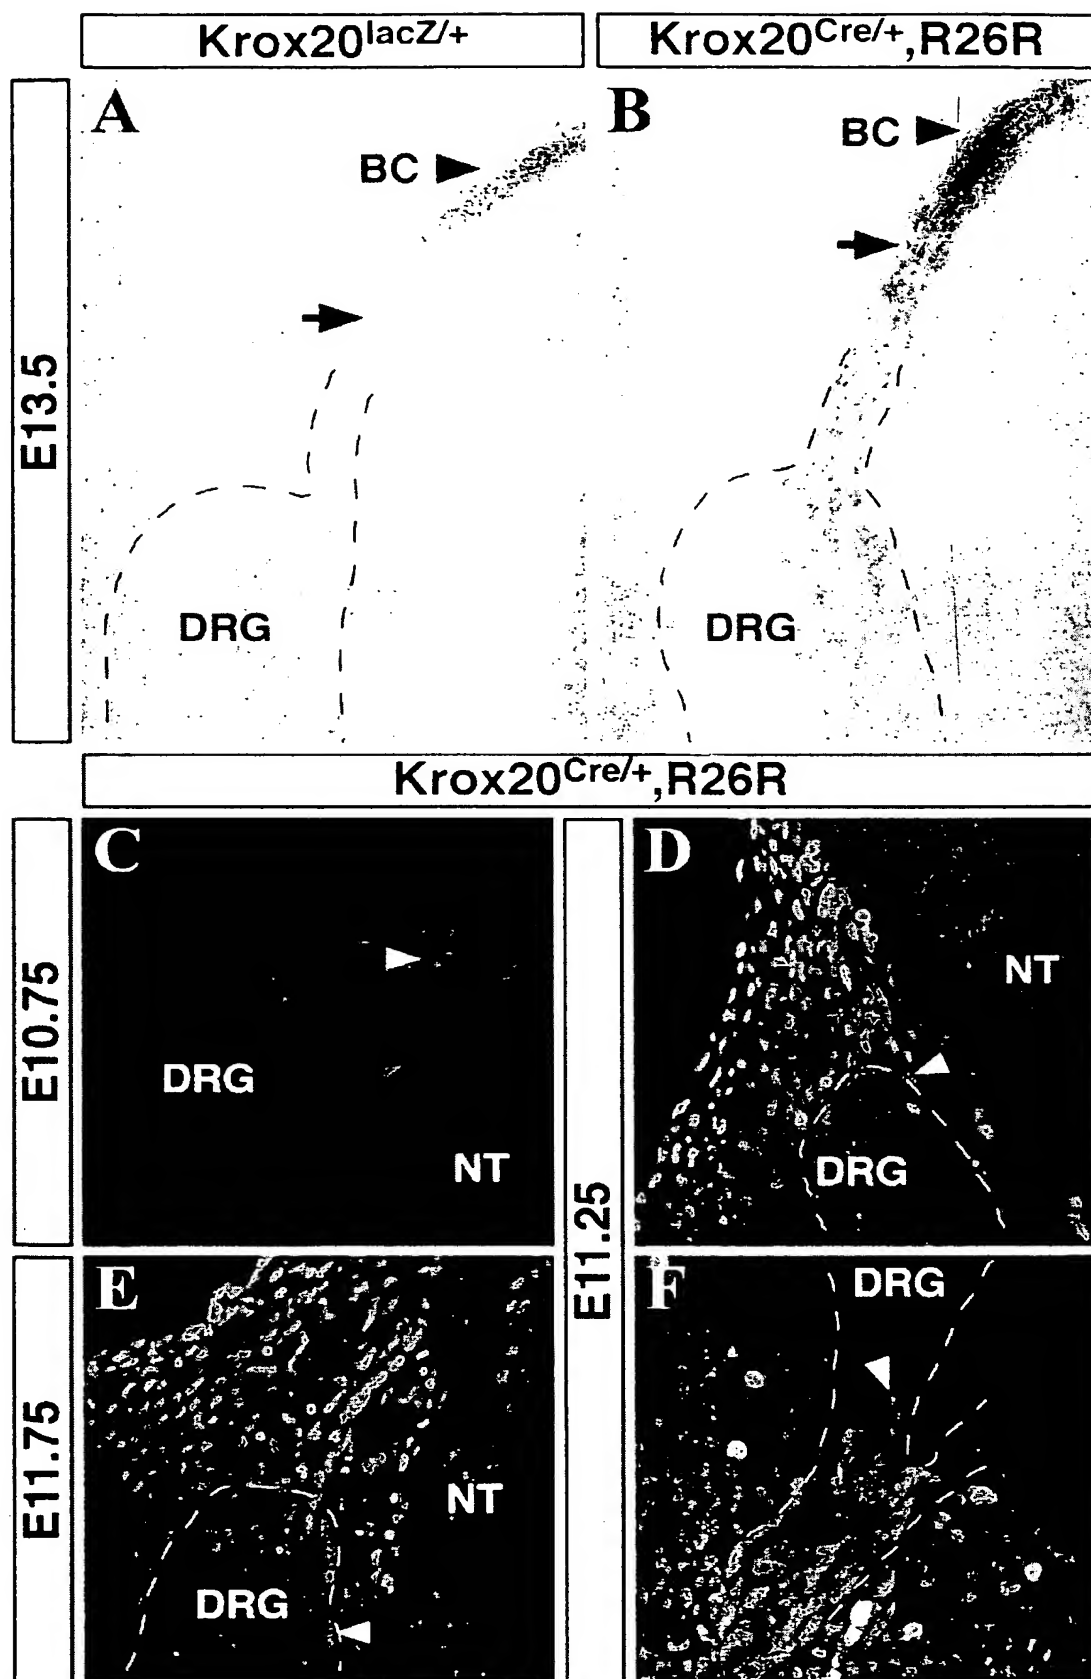 Krox20lacZ/+
Krox20Cre/+,R26R
E13.5
A
BC
DRG
B
BC
DRG
Krox20Cre/+,R26R
E10.75
C
DRG
NT
E11.25
D
NT
DRG
E11.75
E
NT
DRG
F
DRG